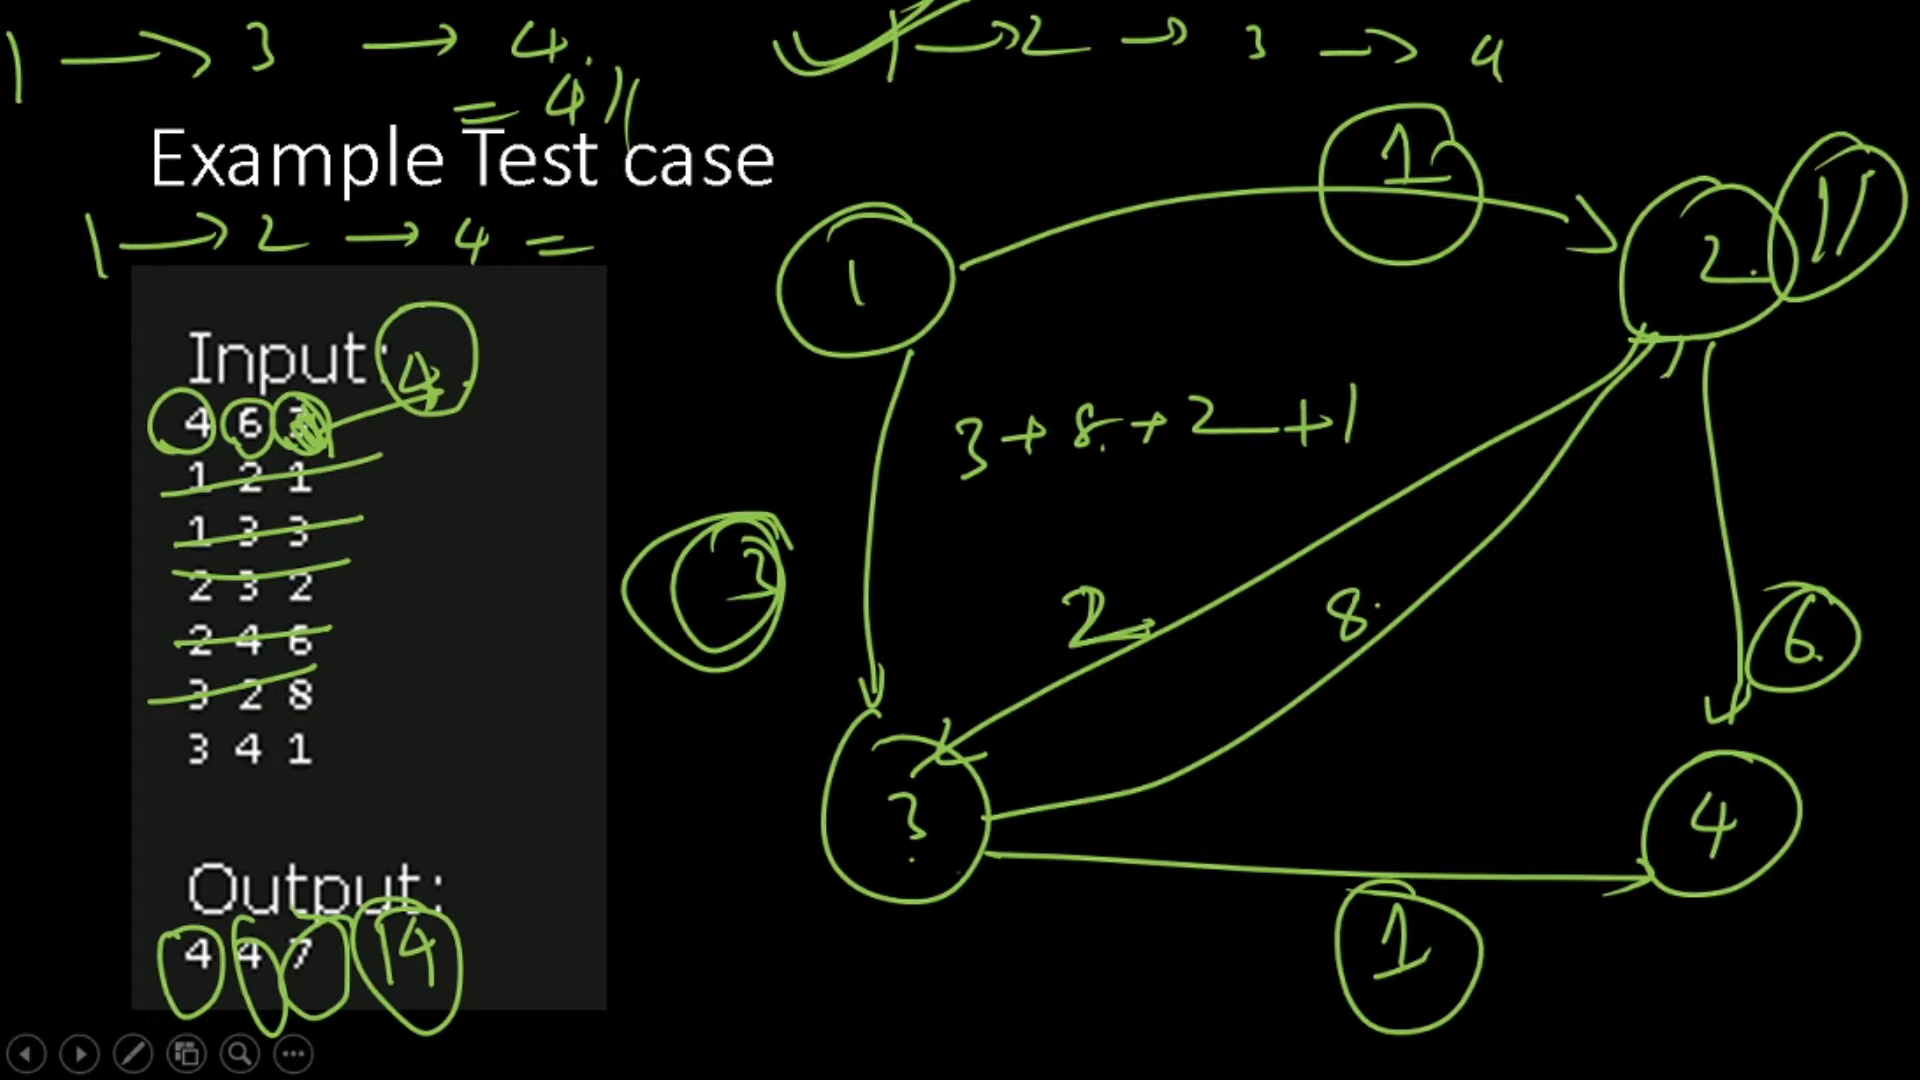 1 → 3 → 4.
= 4
1 → 2 → 3 → 4
Example Test case
1 → 2 → 4 =
Input:
4
4 6
1 2 1
1 3 3
2 3 2
2 4 6
3 2 8
3 4 1
Output:
4 4 7 14
1
1
2.
11
3 + 8. + 2 + 1
3
2
8.
6.
3
4
1